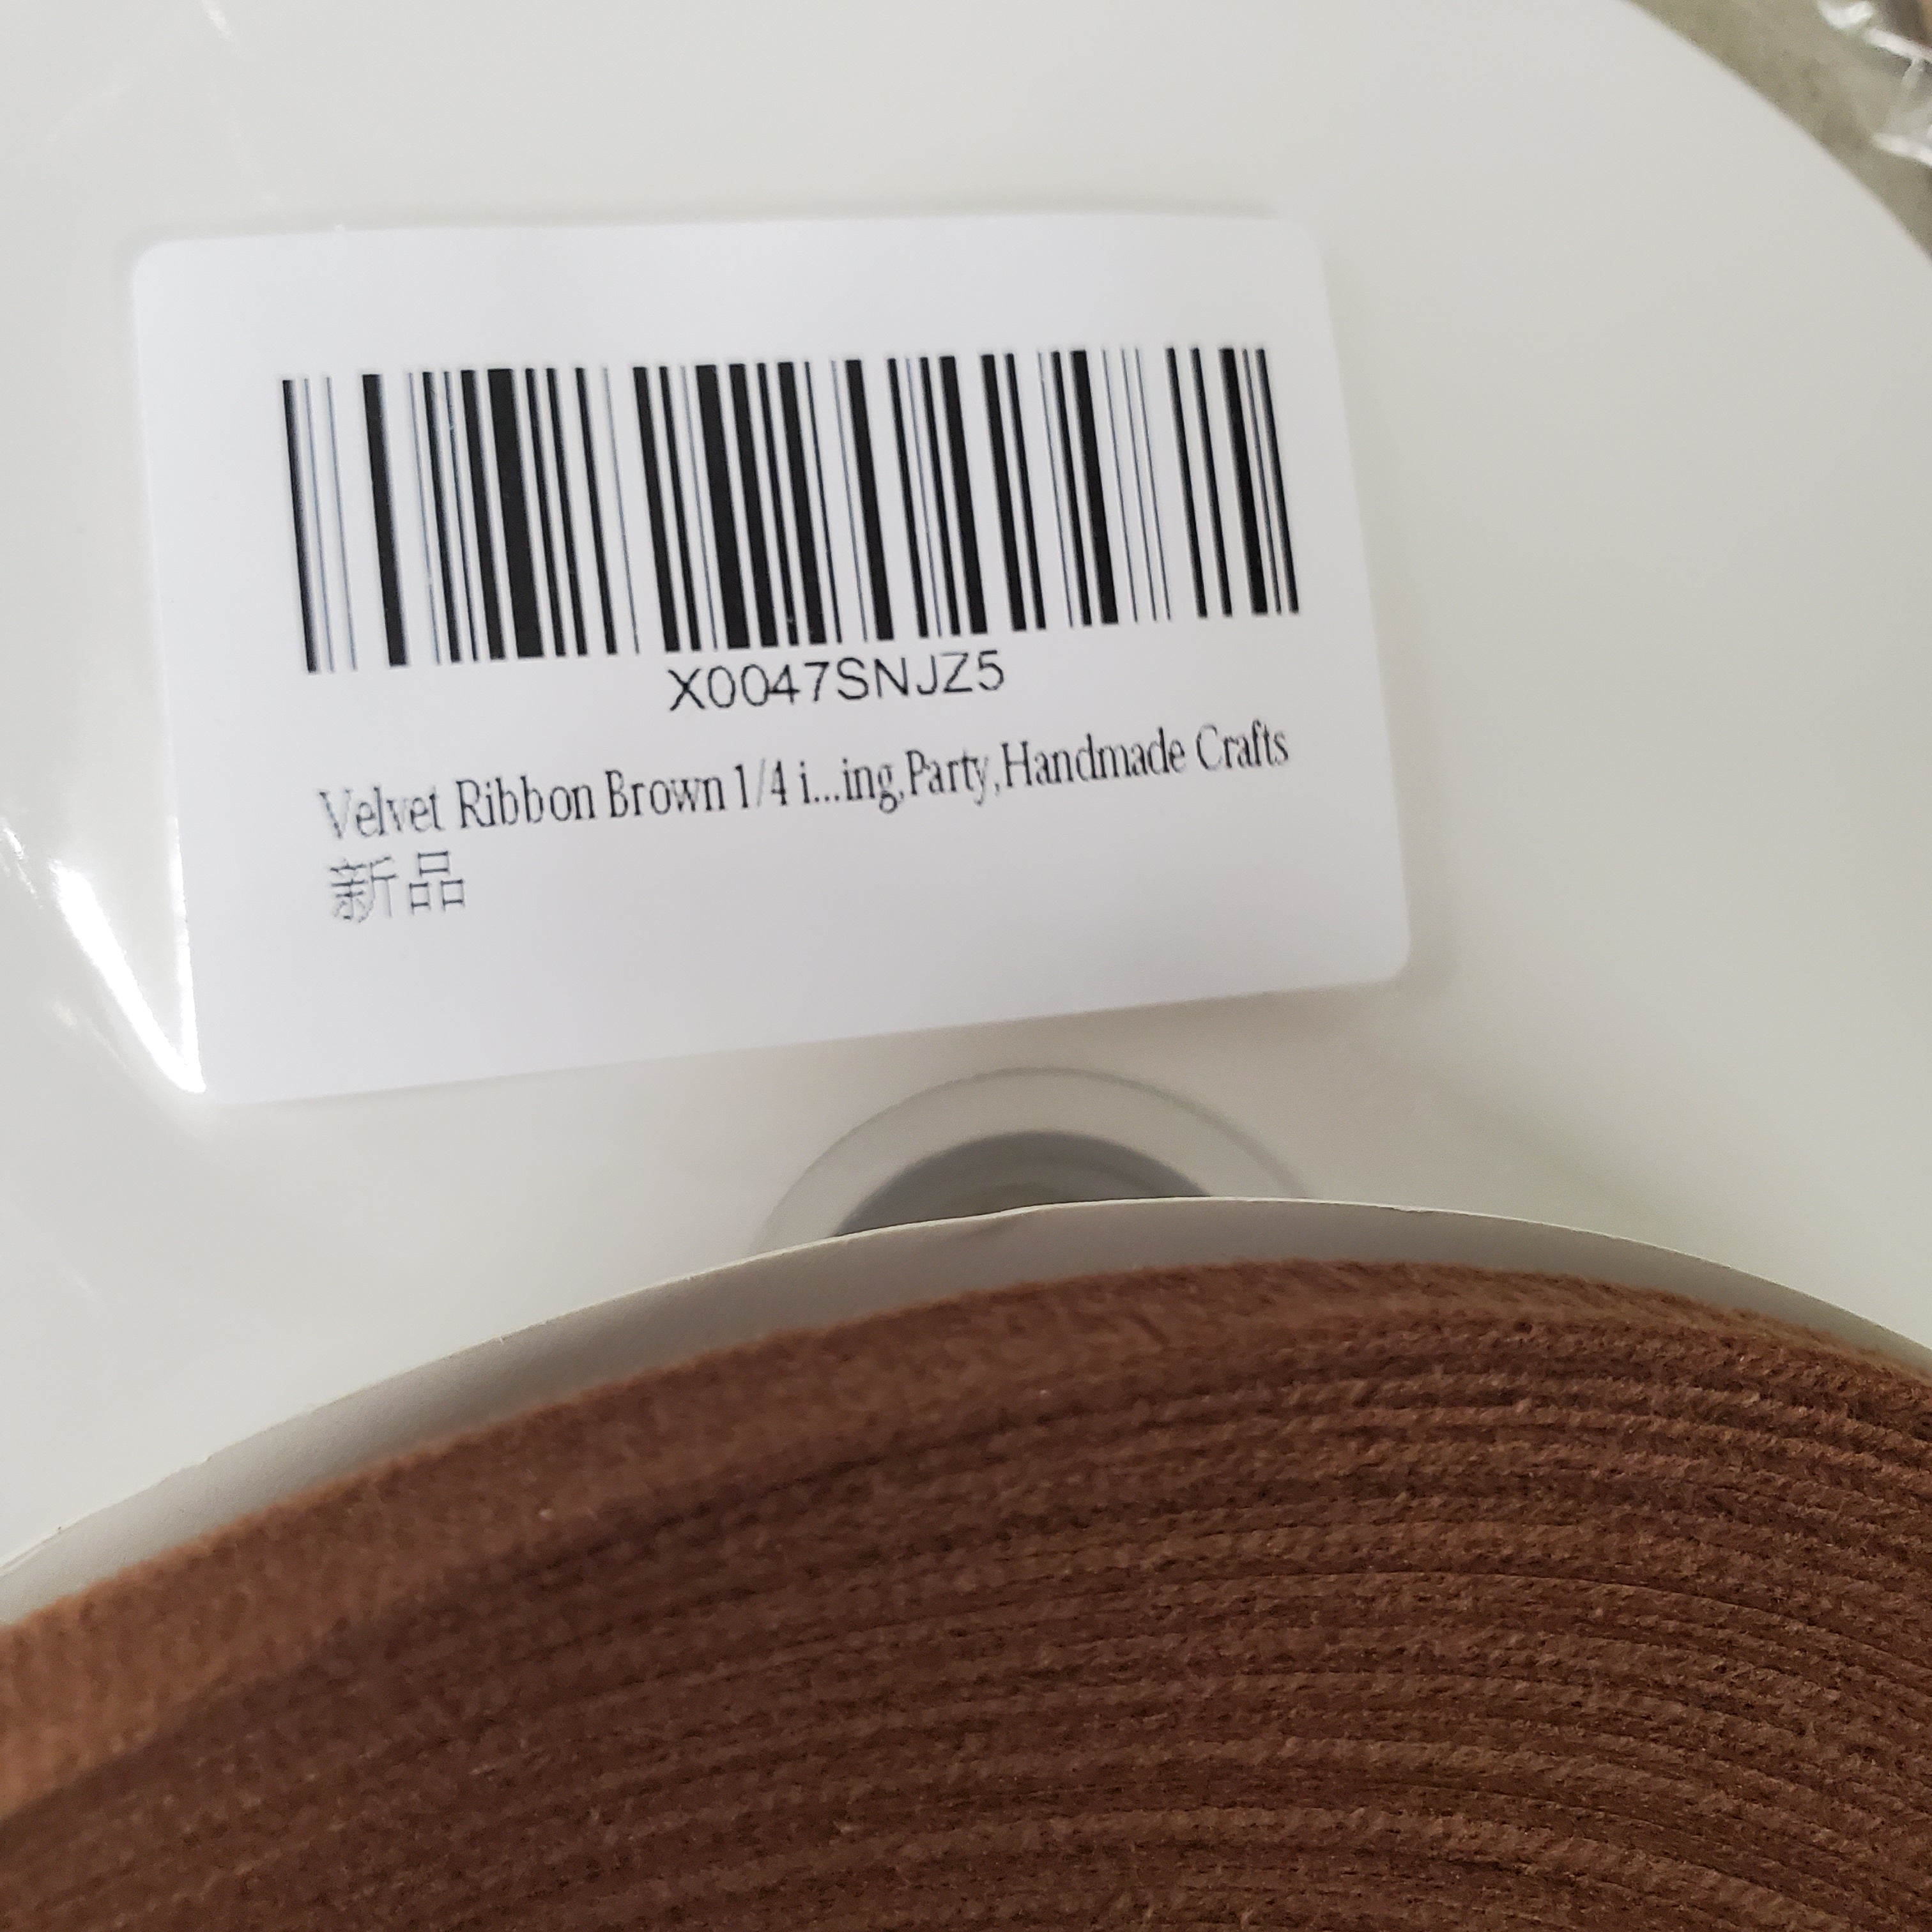 X0047SNJZ5
Velvet Ribbon Brown 1/4 i...ing,Party,Handmade Crafts
新品